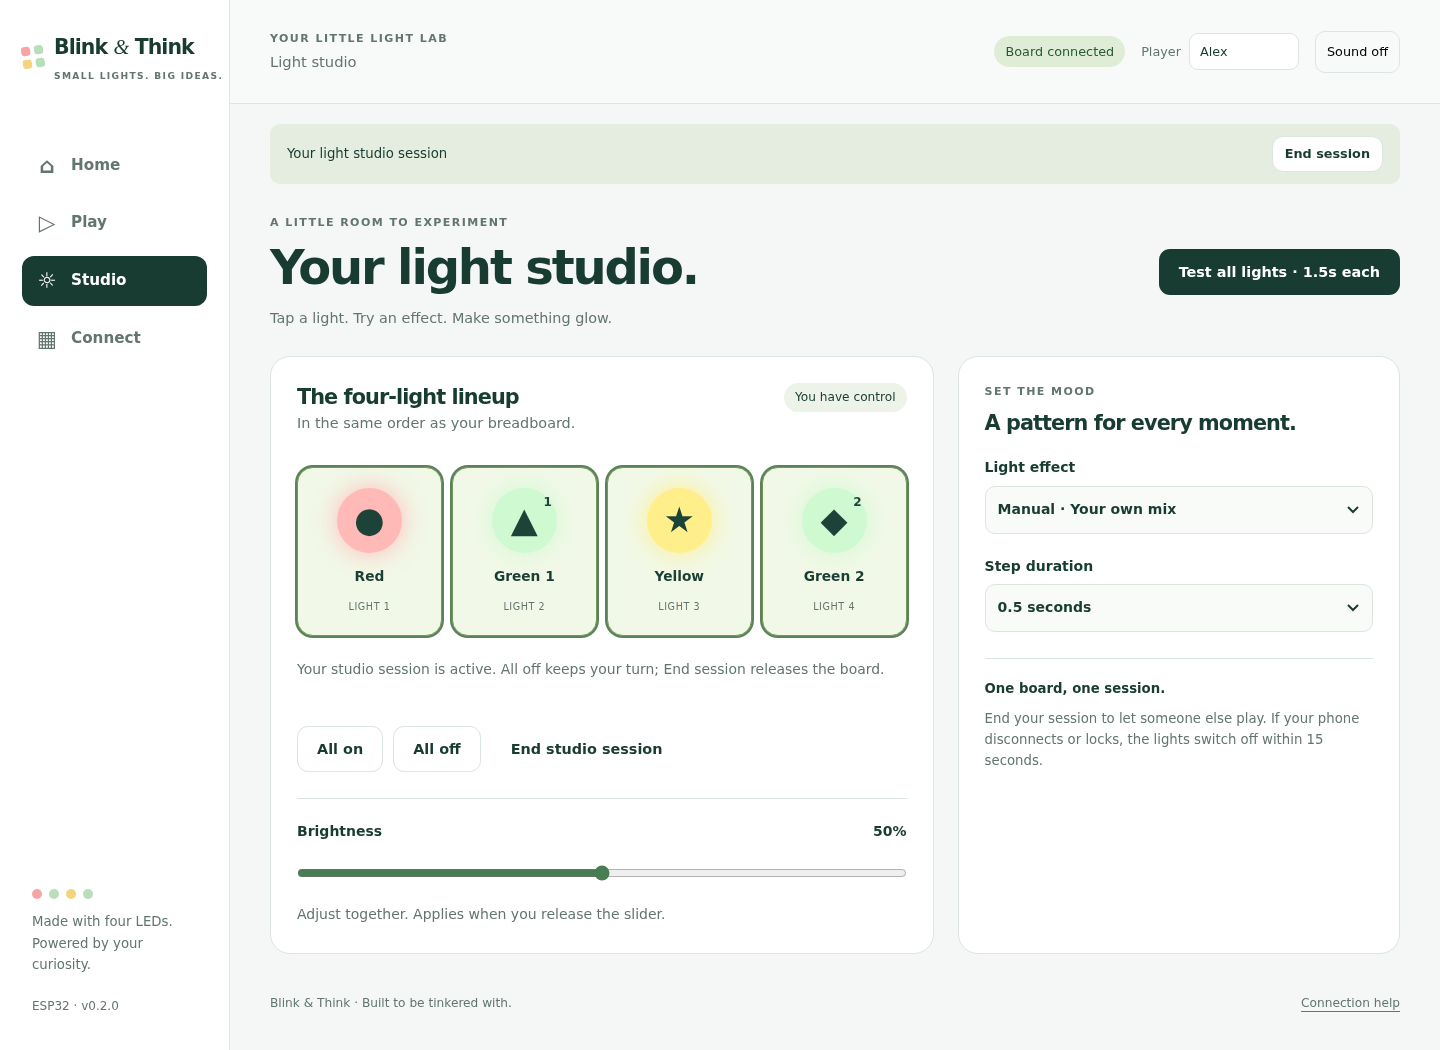 Blink & Think
SMALL LIGHTS. BIG IDEAS.
Home
Play
Studio
Connect
Made with four LEDs.
Powered by your
curiosity.
ESP32 · v0.2.0
YOUR LITTLE LIGHT LAB
Light studio
Board connected
Player
Alex
Sound off
Your light studio session
End session
A LITTLE ROOM TO EXPERIMENT
Your light studio.
Tap a light. Try an effect. Make something glow.
Test all lights · 1.5s each
The four-light lineup
In the same order as your breadboard.
You have control
Red
LIGHT 1
1
Green 1
LIGHT 2
Yellow
LIGHT 3
2
Green 2
LIGHT 4
Your studio session is active. All off keeps your turn; End session releases the board.
All on
All off
End studio session
Brightness
50%
Adjust together. Applies when you release the slider.
SET THE MOOD
A pattern for every moment.
Light effect
Manual · Your own mix
Step duration
0.5 seconds
One board, one session.
End your session to let someone else play. If your phone
disconnects or locks, the lights switch off within 15
seconds.
Blink & Think · Built to be tinkered with.
Connection help